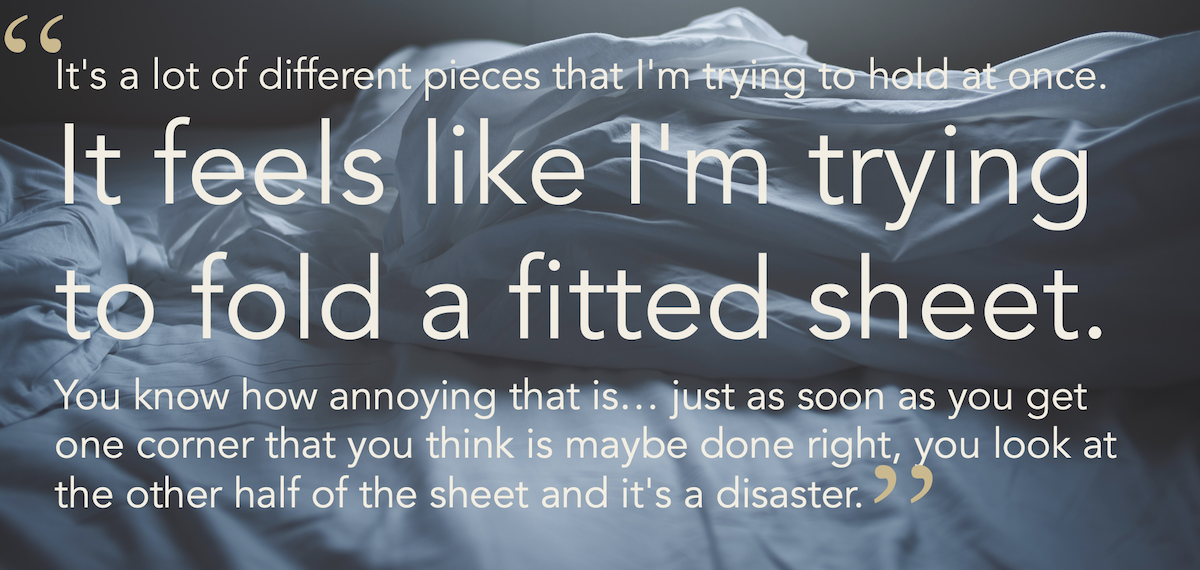 “It's a lot of different pieces that I'm trying to hold at once.
It feels like I'm trying
to fold a fitted sheet.
You know how annoying that is... just as soon as you get
one corner that you think is maybe done right, you look at
the other half of the sheet and it's a disaster.”